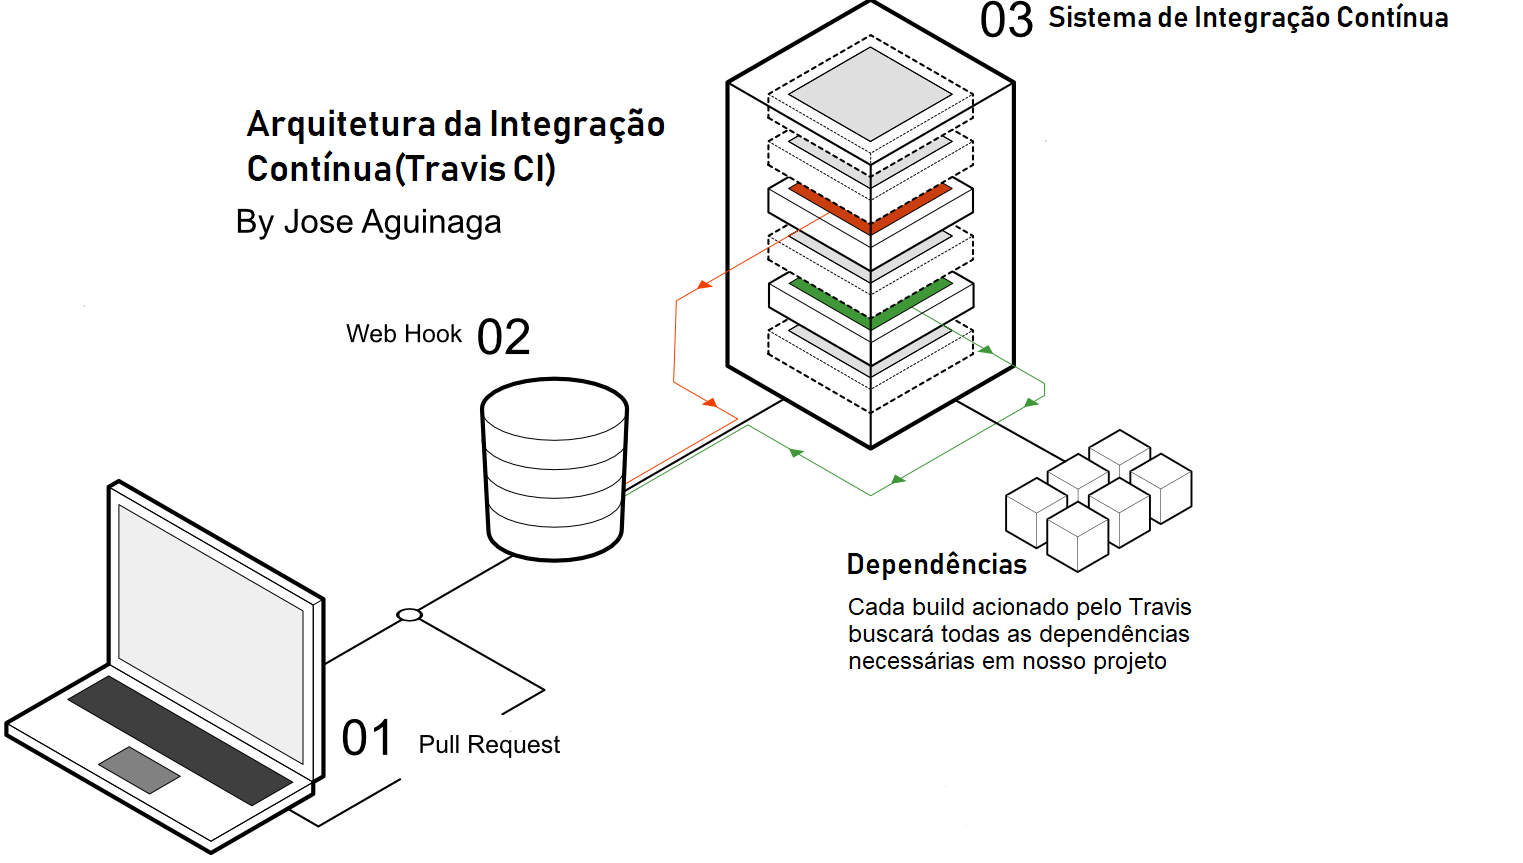 03 Sistema de Integração Contínua
Arquitetura da Integração
Contínua(Travis CI)
By Jose Aguinaga
Web Hook 02
Dependências
Cada build acionado pelo Travis
buscará todas as dependências
necessárias em nosso projeto
01 Pull Request